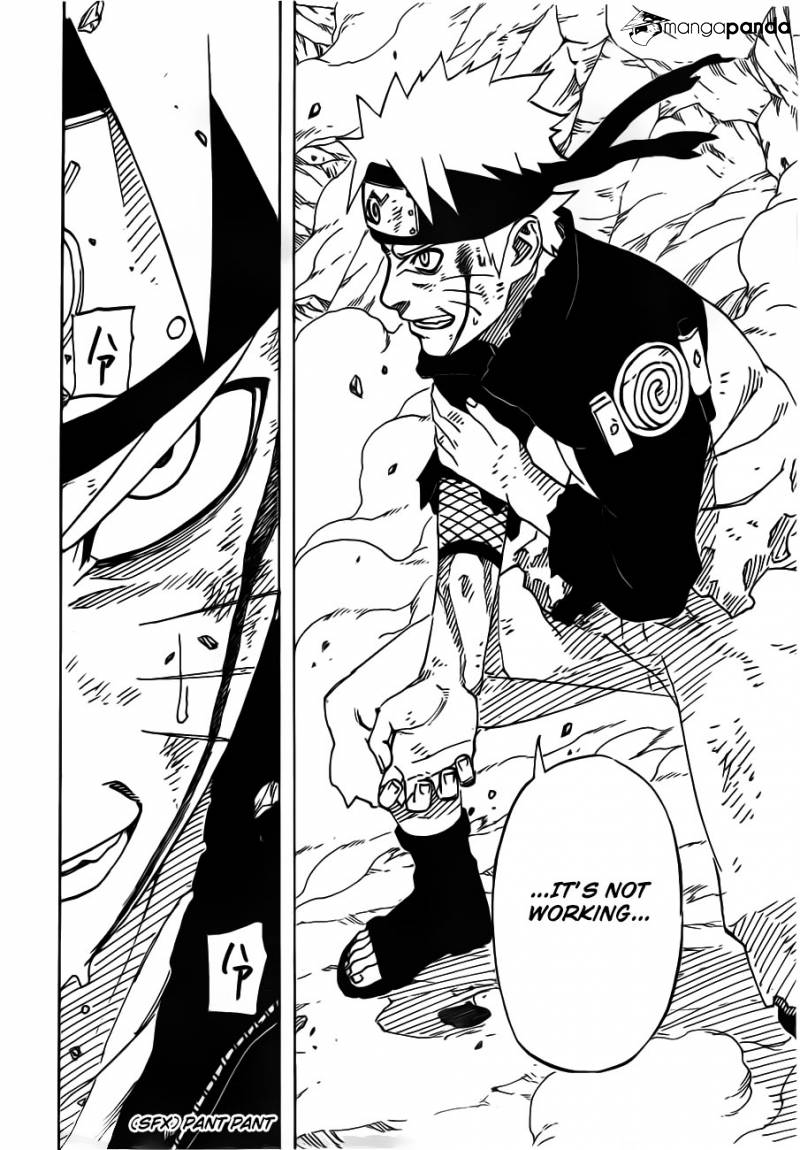 mangapanda
...IT'S NOT
WORKING...
ハァ
ハァ
(SFX) PANT PANT